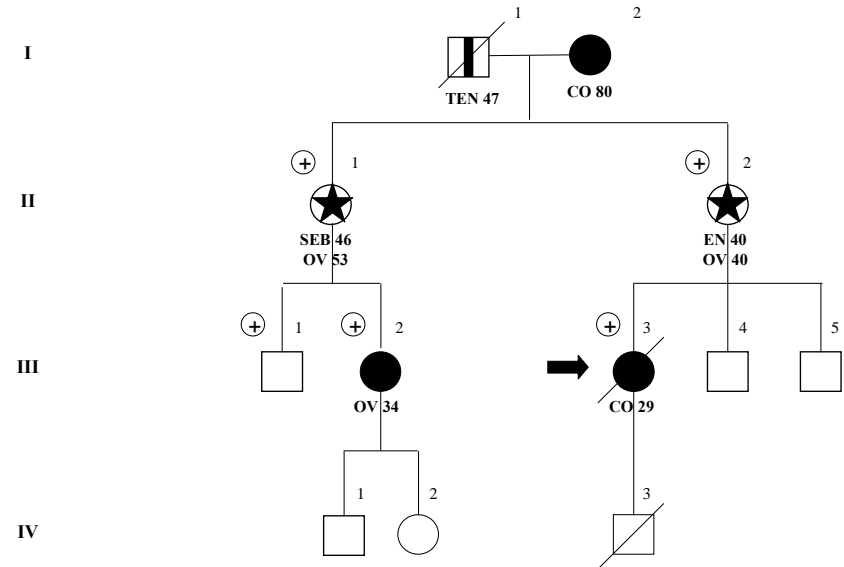 1 2
I
TEN 47 CO 80
+ 1 + 2
II
SEB 46 EN 40
OV 53 OV 40
+ 1 + 2 + 3 4 5
III
OV 34 CO 29
1 2 3
IV